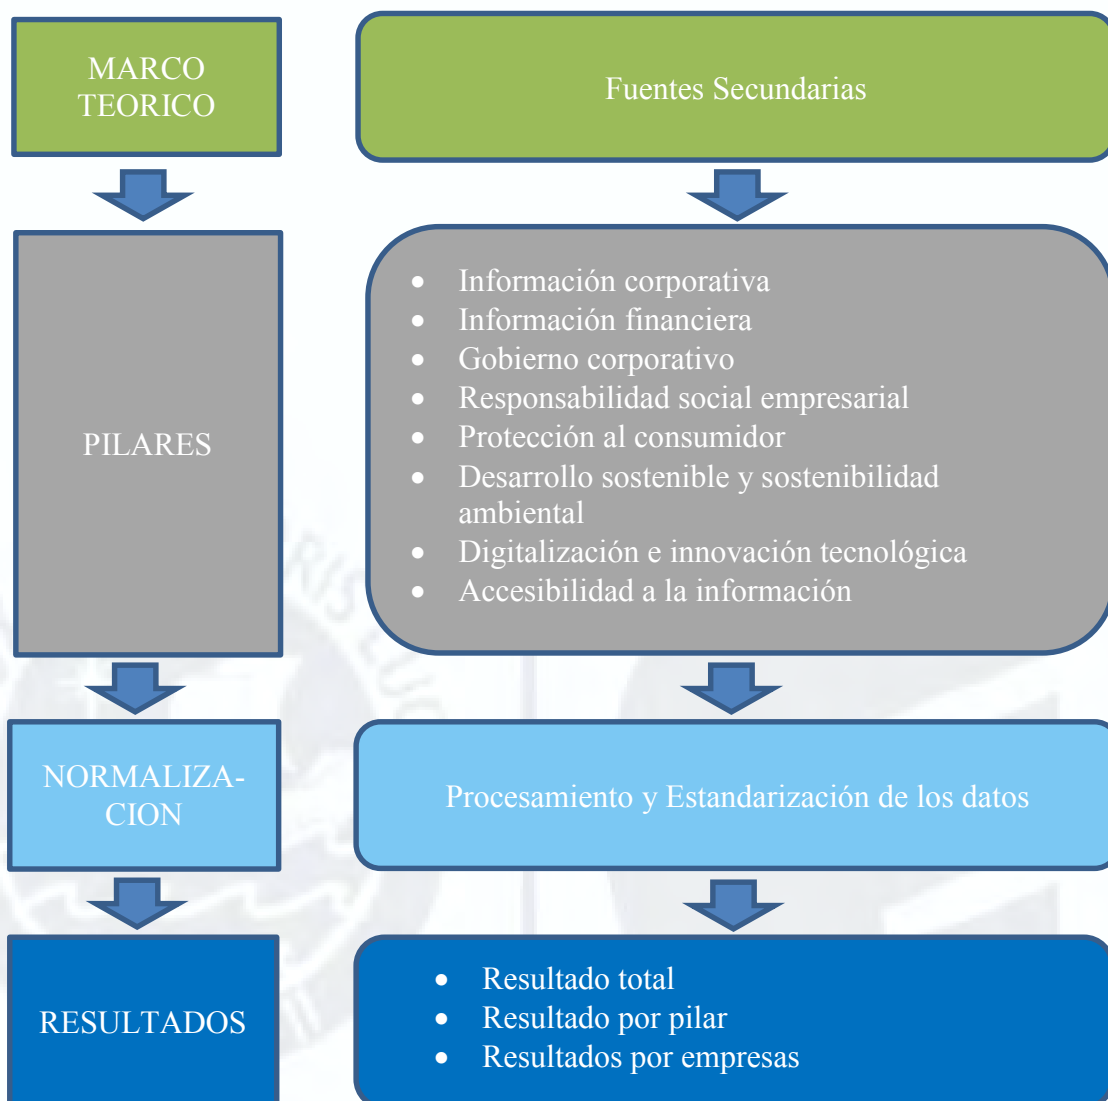 MARCO
TEORICO
Fuentes Secundarias
PILARES
• Información corporativa
• Información financiera
• Gobierno corporativo
• Responsabilidad social empresarial
• Protección al consumidor
• Desarrollo sostenible y sostenibilidad
ambiental
• Digitalización e innovación tecnológica
• Accesibilidad a la información
NORMALIZA-
CION
Procesamiento y Estandarización de los datos
RESULTADOS
• Resultado total
• Resultado por pilar
• Resultados por empresas